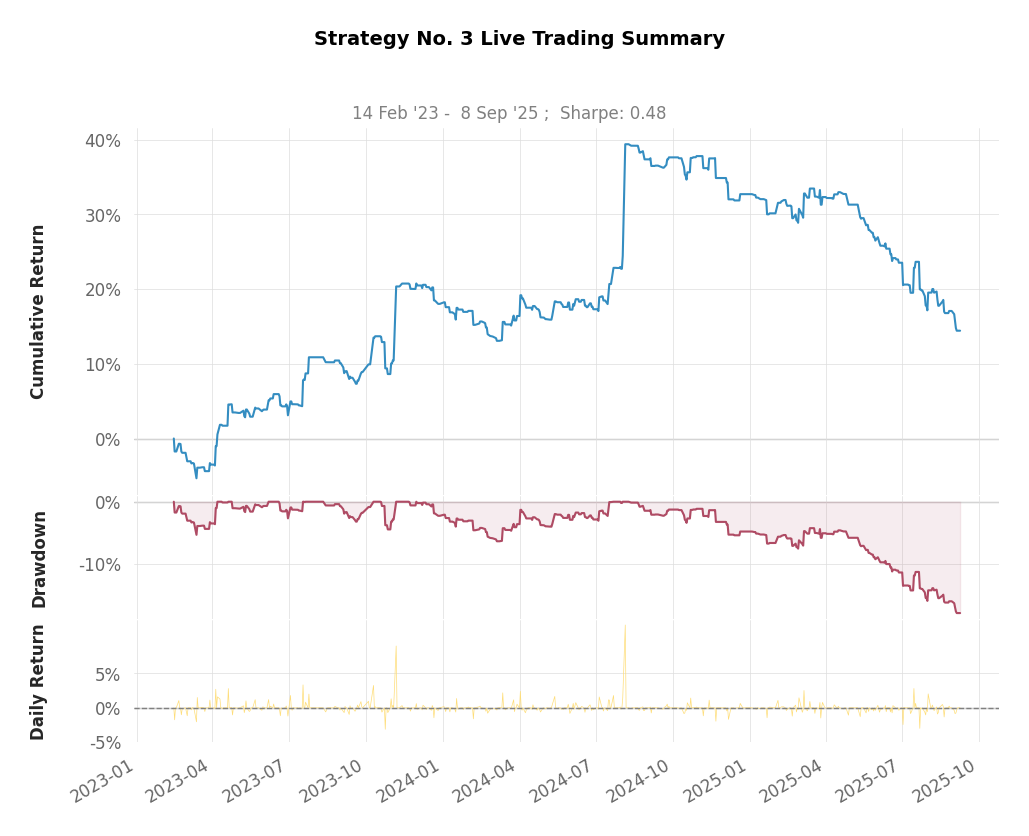 Strategy No. 3 Live Trading Summary
14 Feb '23 -  8 Sep '25 ;  Sharpe: 0.48
Cumulative Return
40%
30%
20%
10%
0%
Drawdown
0%
-10%
Daily Return
5%
0%
-5%
2023-01 2023-04 2023-07 2023-10 2024-01 2024-04 2024-07 2024-10 2025-01 2025-04 2025-07 2025-10